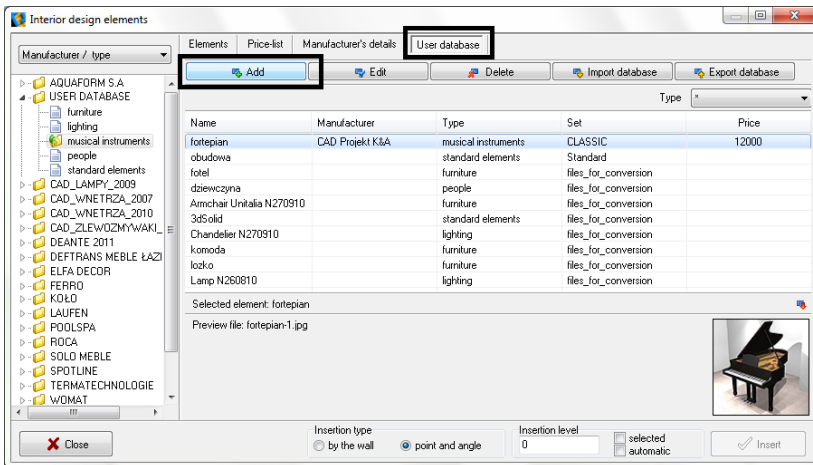 Interior design elements
Manufacturer / type
Elements Price-list Manufacturer's details User database
Add Edit Delete Import database Export database
Type *
AQUAFORM S.A
USER DATABASE
furniture
lighting
musical instruments
people
standard elements
CAD_LAMPY_2009
CAD_WNETRZA_2007
CAD_WNETRZA_2010
CAD_ZLEWOZMYWAKI_
DEANTE 2011
DEFTRANS MEBLE ŁAZI
ELFA DECOR
FERRO
KOŁO
LAUFEN
POOLSPA
ROCA
SOLO MEBLE
SPOTLINE
TERMATECHNOLOGIE
WOMAT
Name Manufacturer Type Set Price
fortepian CAD Projekt K&A musical instruments CLASSIC 12000
obudowa standard elements Standard
fotel furniture files_for_conversion
dziewczyna people files_for_conversion
Armchair Unitalia N270910 furniture files_for_conversion
3dSolid standard elements files_for_conversion
Chandelier N270910 lighting files_for_conversion
komoda furniture files_for_conversion
lozko furniture files_for_conversion
Lamp N260810 lighting files_for_conversion
Selected element: fortepian
Preview file: fortepian-1.jpg
Close
Insertion type
by the wall point and angle
Insertion level
0
selected
automatic
Insert